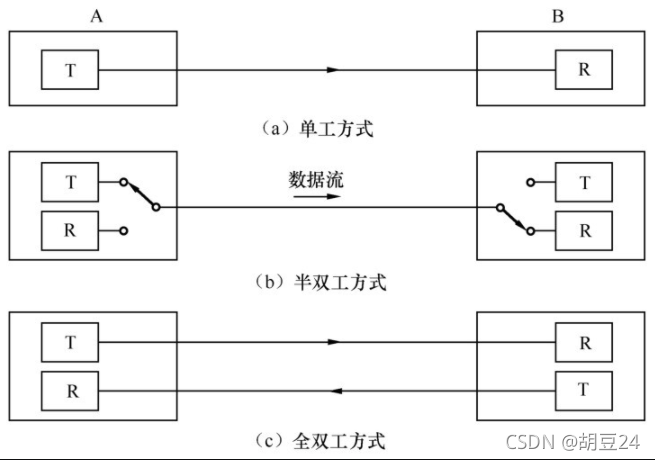 A B
T R
(a)单工方式
T 数据流 T
R R
(b)半双工方式
T R
R T
(c)全双工方式
CSDN @胡豆24